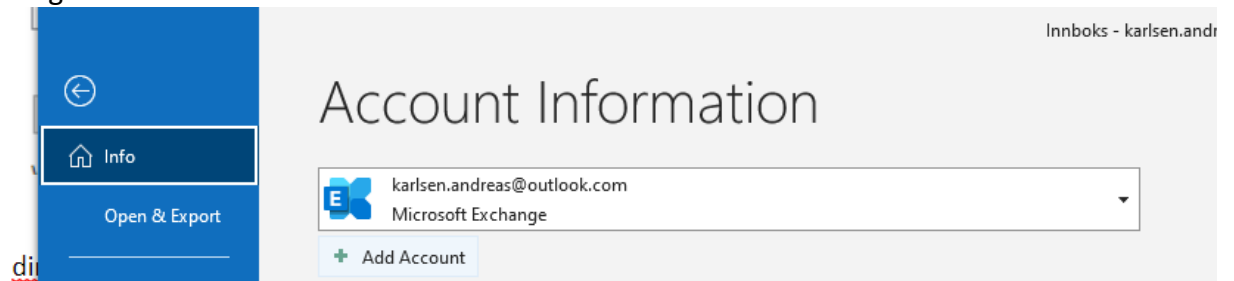 Innboks - karlsen.andr
Account Information
Info
karlsen.andreas@outlook.com
E
Microsoft Exchange
Open & Export
+ Add Account